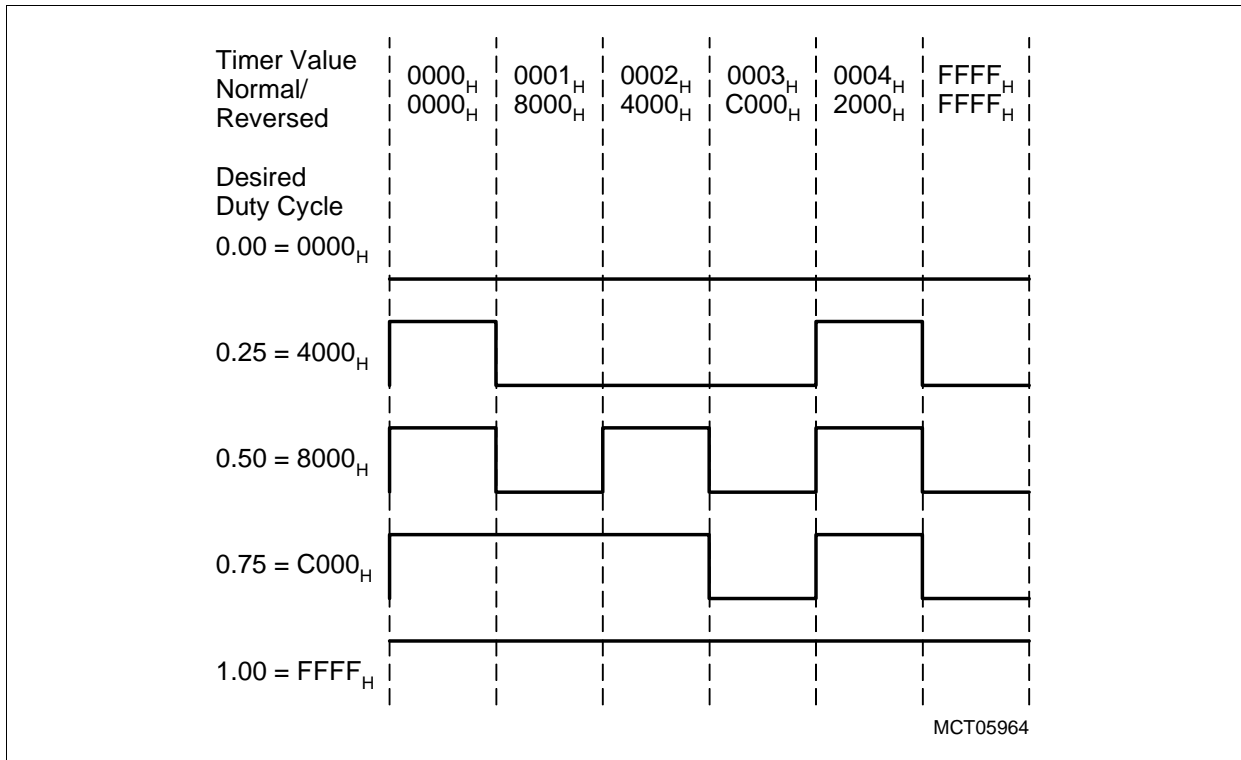 Timer Value
Normal/
Reversed
0000H 0001H 0002H 0003H 0004H FFFFH
0000H 8000H 4000H C000H 2000H FFFFH
Desired
Duty Cycle
0.00 = 0000H
0.25 = 4000H
0.50 = 8000H
0.75 = C000H
1.00 = FFFFH
MCT05964